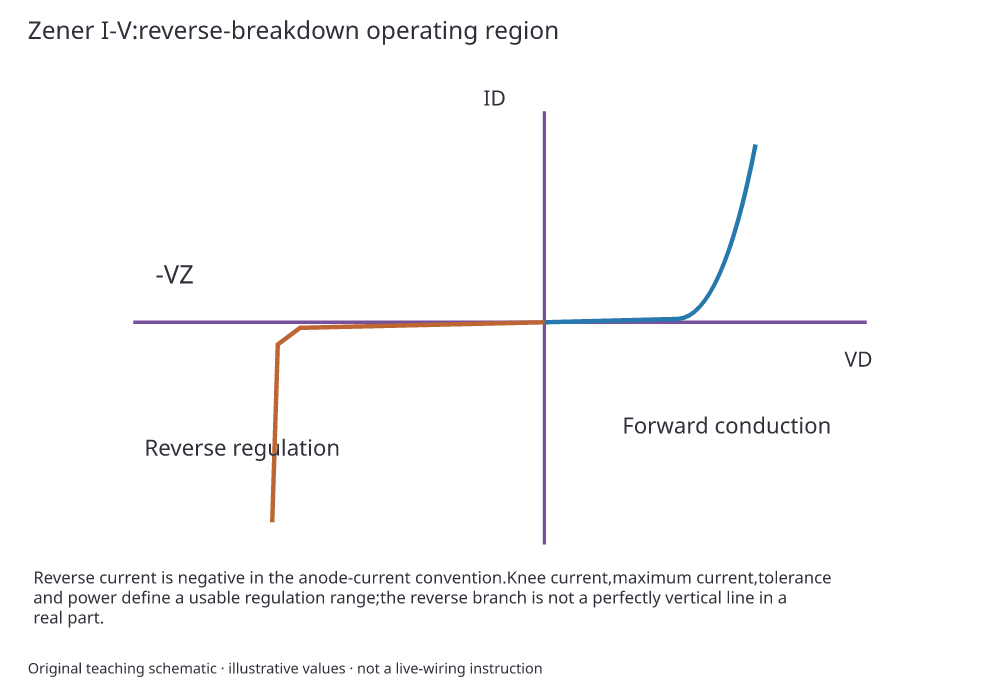 Zener I-V:reverse-breakdown operating region
ID
-VZ
VD
Forward conduction
Reverse regulation
Reverse current is negative in the anode-current convention.Knee current,maximum current,tolerance
and power define a usable regulation range;the reverse branch is not a perfectly vertical line in a
real part.
Original teaching schematic · illustrative values · not a live-wiring instruction